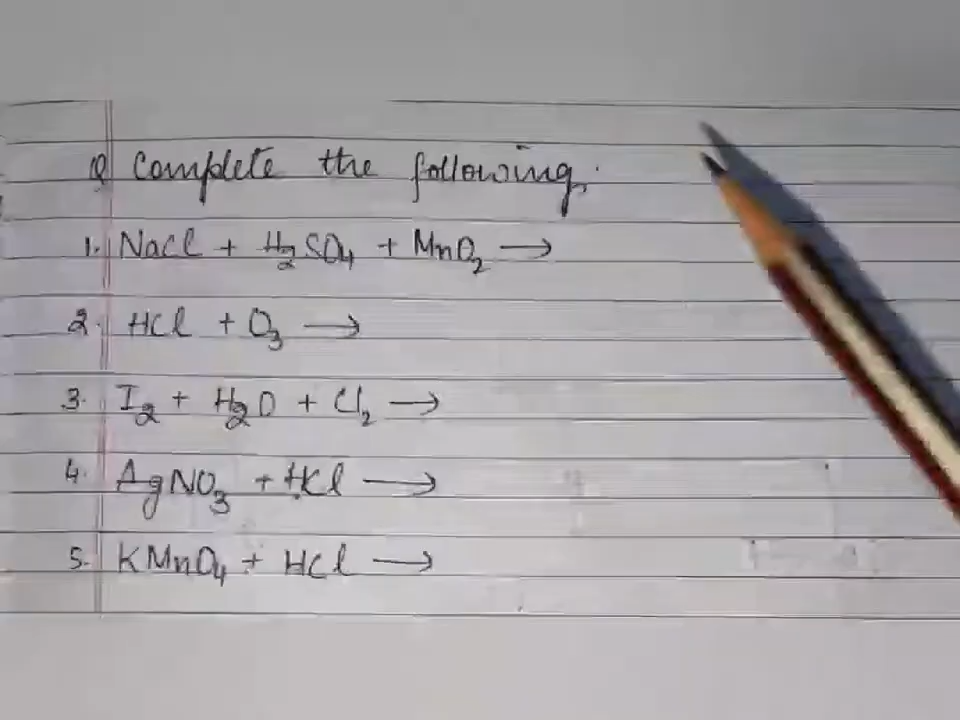 Q Complete the following.
1. NaCl + H₂SO₄ + MnO₂ →
2. HCl + O₃ →
3. I₂ + H₂O + Cl₂ →
4. AgNO₃ + HCl →
5. KMnO₄ + HCl →